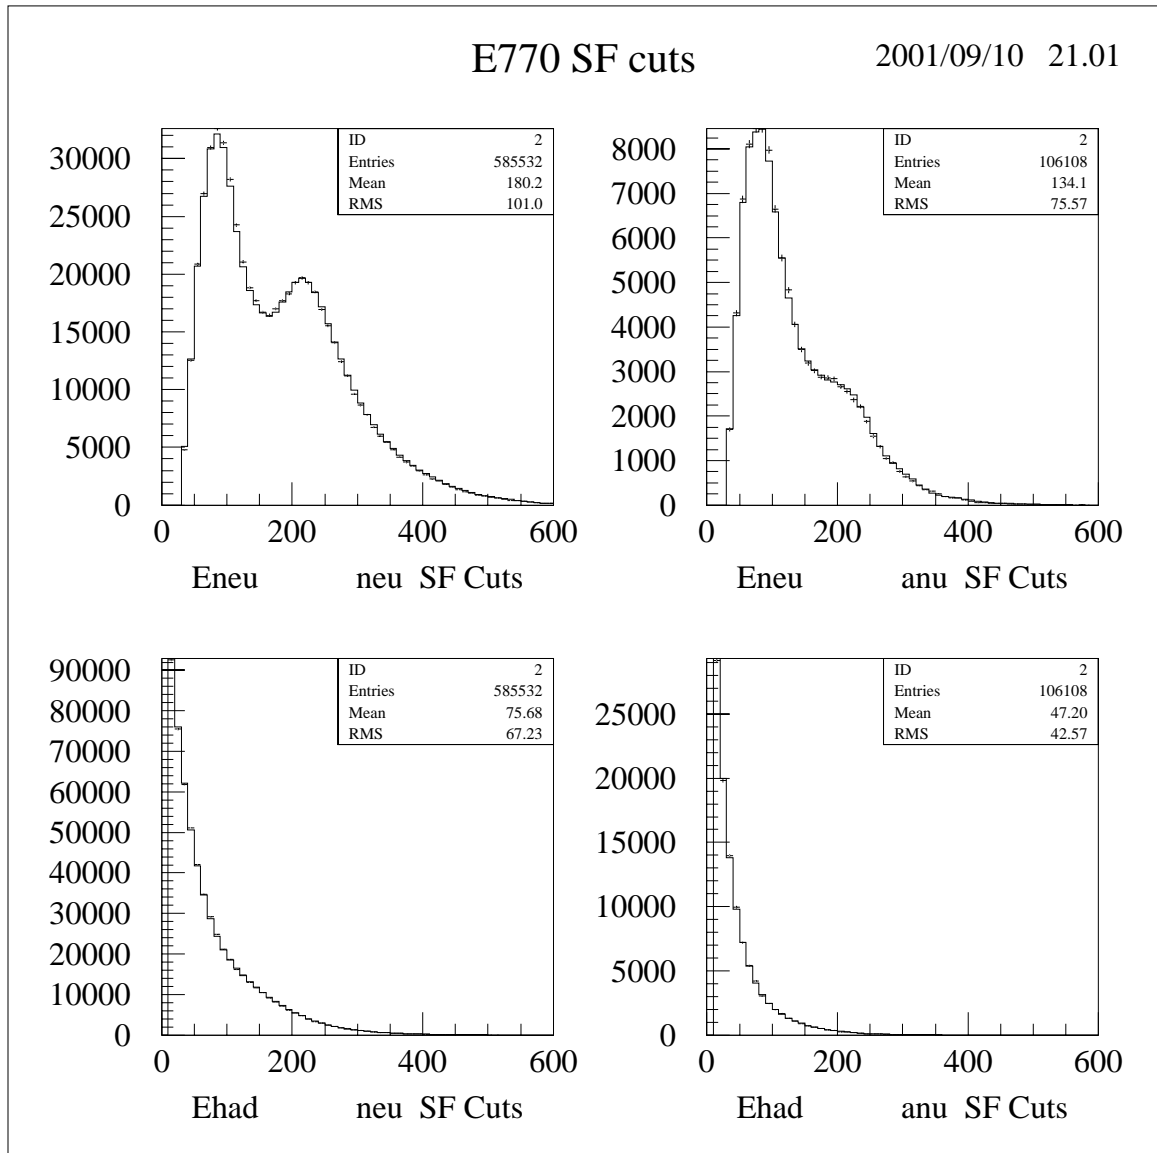 E770 SF cuts 2001/09/10 21.01
ID 2
Entries 585532
Mean 180.2
RMS 101.0
30000
25000
20000
15000
10000
5000
0
0 200 400 600
Eneu neu SF Cuts
ID 2
Entries 106108
Mean 134.1
RMS 75.57
8000
7000
6000
5000
4000
3000
2000
1000
0
0 200 400 600
Eneu anu SF Cuts
ID 2
Entries 585532
Mean 75.68
RMS 67.23
90000
80000
70000
60000
50000
40000
30000
20000
10000
0
0 200 400 600
Ehad neu SF Cuts
ID 2
Entries 106108
Mean 47.20
RMS 42.57
25000
20000
15000
10000
5000
0
0 200 400 600
Ehad anu SF Cuts